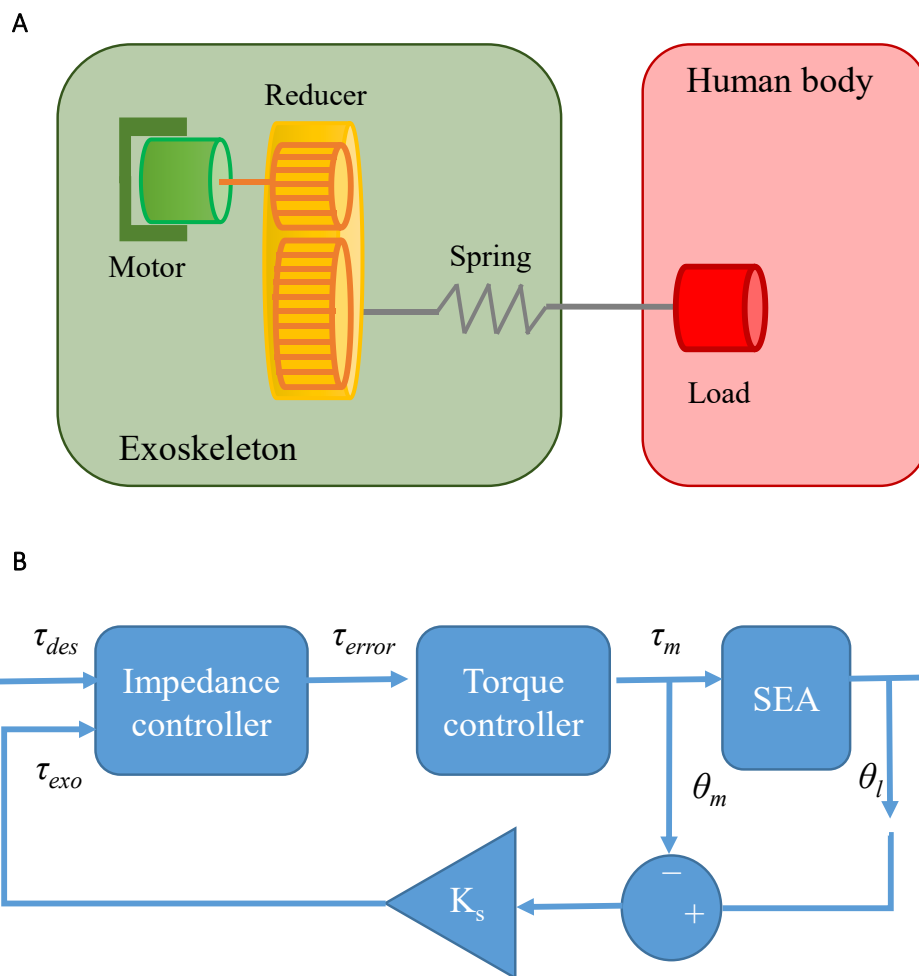 A
Human body
Reducer
Motor
Spring
Load
Exoskeleton
B
τdes
τerror
τm
Impedance
controller
Torque
controller
SEA
τexo
θm
θl
−
+
Ks